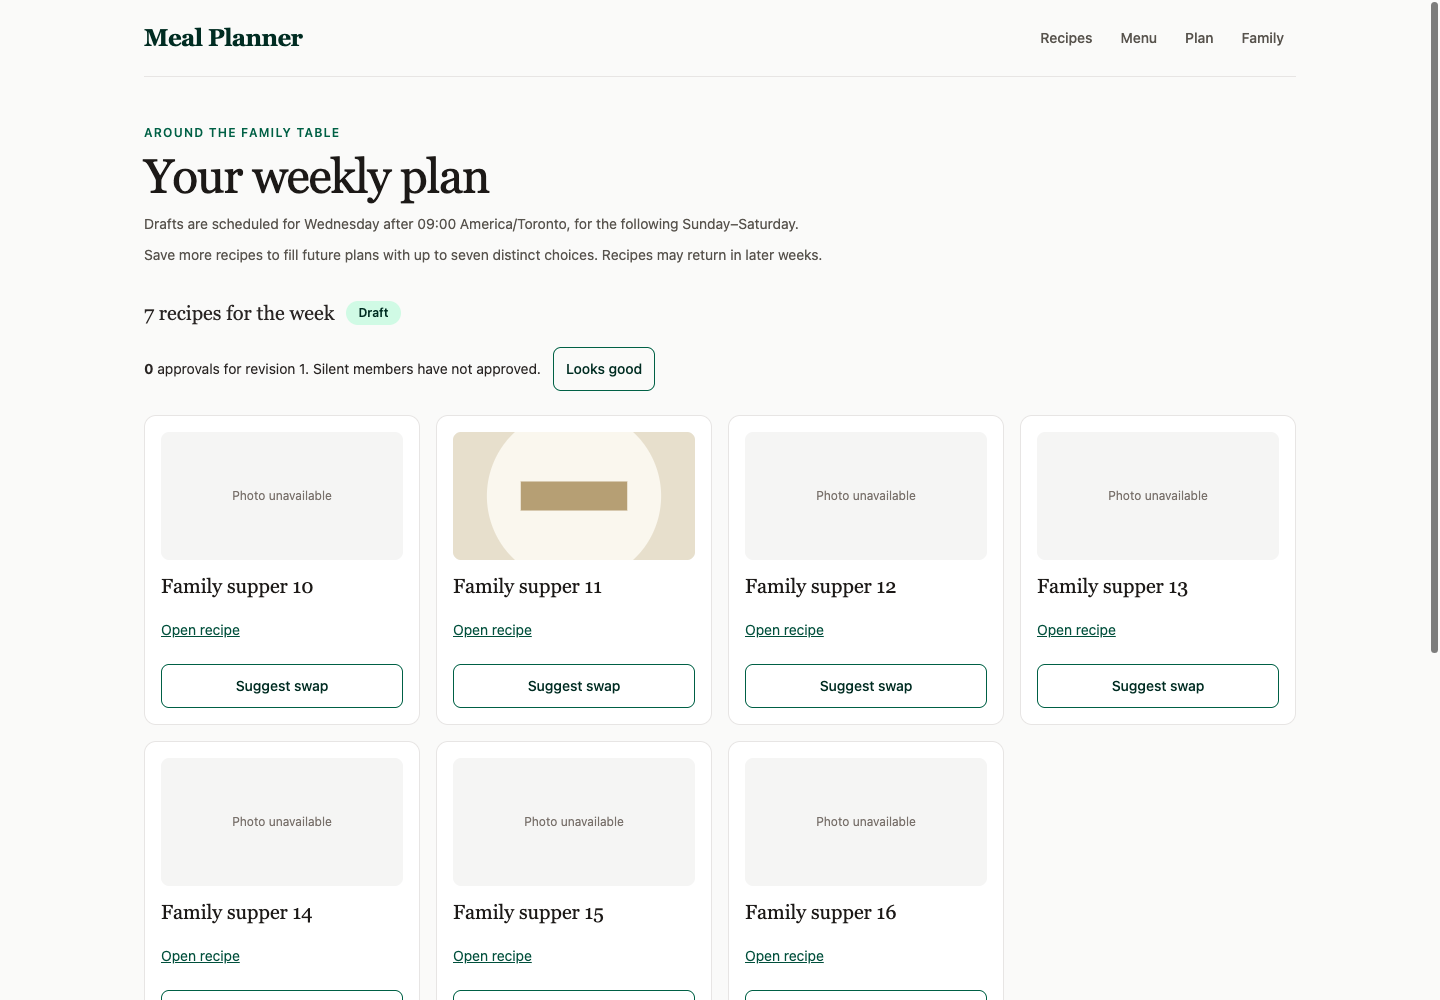 Meal Planner
Recipes Menu Plan Family
AROUND THE FAMILY TABLE
Your weekly plan
Drafts are scheduled for Wednesday after 09:00 America/Toronto, for the following Sunday–Saturday.
Save more recipes to fill future plans with up to seven distinct choices. Recipes may return in later weeks.
7 recipes for the week Draft
0 approvals for revision 1. Silent members have not approved. Looks good
Photo unavailable Photo unavailable Photo unavailable
Family supper 10 Family supper 11 Family supper 12 Family supper 13
Open recipe Open recipe Open recipe Open recipe
Suggest swap Suggest swap Suggest swap Suggest swap
Photo unavailable Photo unavailable Photo unavailable
Family supper 14 Family supper 15 Family supper 16
Open recipe Open recipe Open recipe